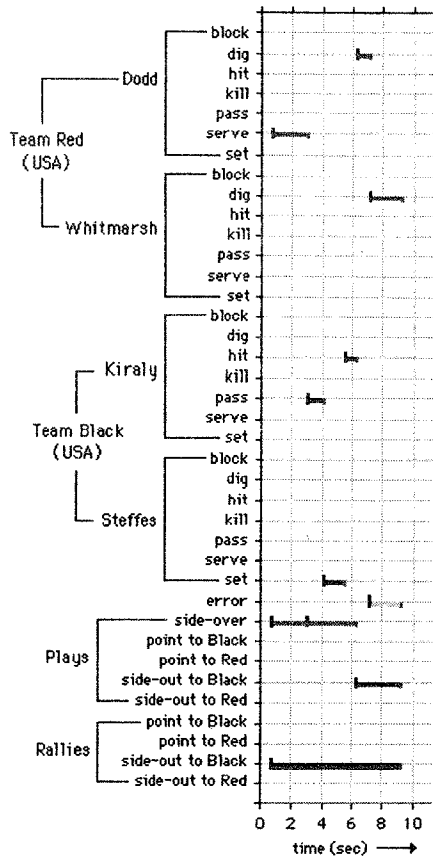 Team Red
(USA)
Dodd
block
dig
hit
kill
pass
serve
set
Whitmarsh
block
dig
hit
kill
pass
serve
set
Team Black
(USA)
Kiraly
block
dig
hit
kill
pass
serve
set
Steffes
block
dig
hit
kill
pass
serve
set
error
Plays
side-over
point to Black
point to Red
side-out to Black
side-out to Red
Rallies
point to Black
point to Red
side-out to Black
side-out to Red
0 2 4 6 8 10
time (sec)